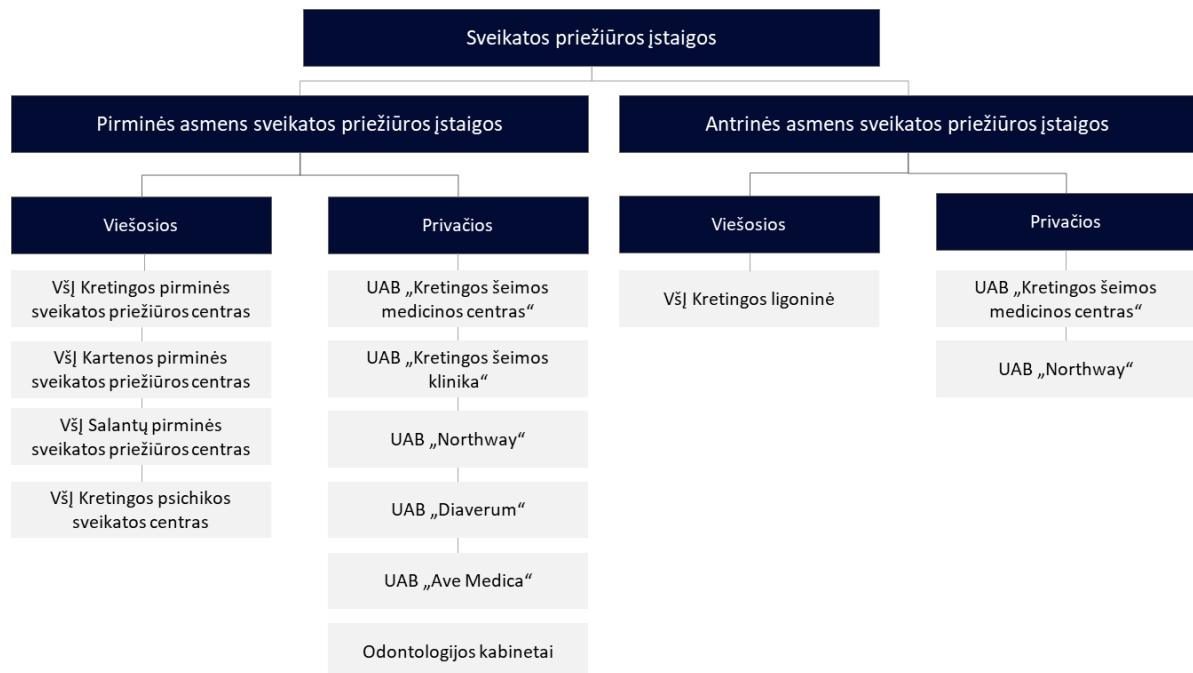 Sveikatos priežiūros įstaigos
Pirminės asmens sveikatos priežiūros įstaigos
Antrinės asmens sveikatos priežiūros įstaigos
Viešosios
VšĮ Kretingos pirminės
sveikatos priežiūros centras
VšĮ Kartenos pirminės
sveikatos priežiūros centras
VšĮ Salantų pirminės
sveikatos priežiūros centras
VšĮ Kretingos psichikos
sveikatos centras
Privačios
UAB „Kretingos šeimos
medicinos centras“
UAB „Kretingos šeimos
klinika“
UAB „Northway“
UAB „Diaverum“
UAB „Ave Medica“
Odontologijos kabinetai
Viešosios
VšĮ Kretingos ligoninė
Privačios
UAB „Kretingos šeimos
medicinos centras“
UAB „Northway“